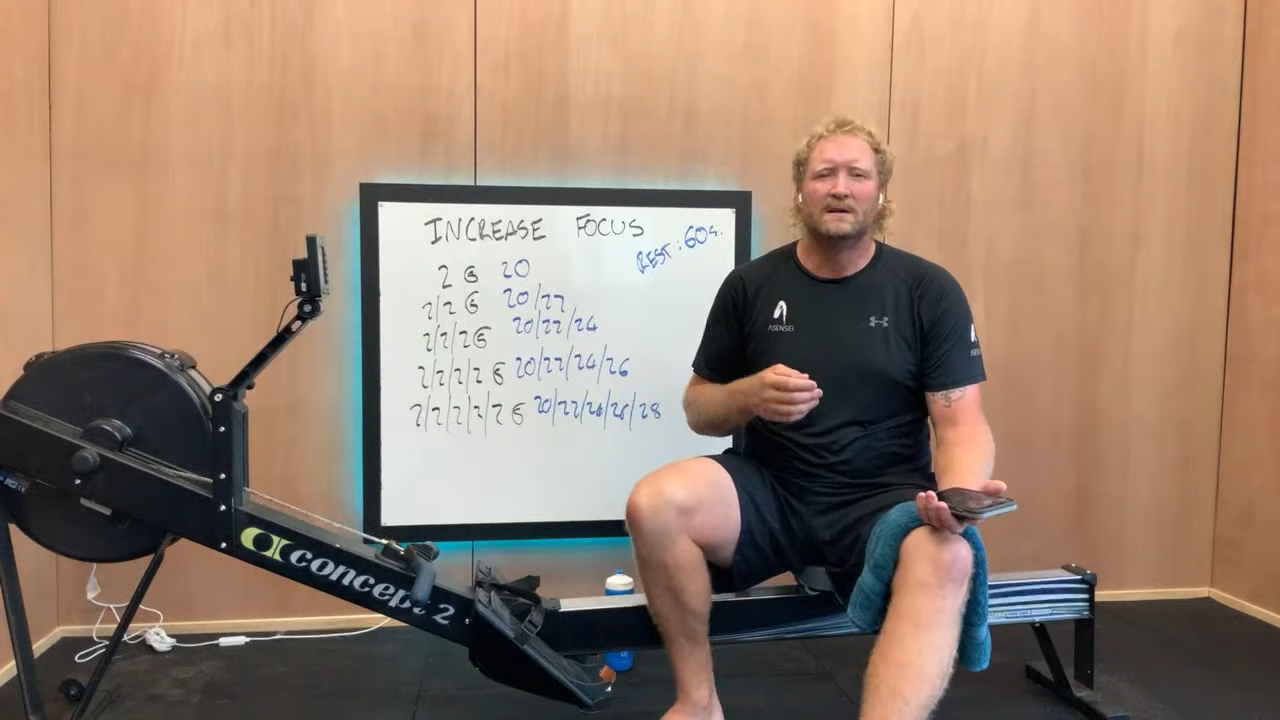 INCREASE FOCUS
REST: 60s.
2 @ 20
2/2 @ 20/22
2/2/2@ 20/22/24
2/2/2/2 @ 20/22/24/26
2/2/2/2/2@ 20/22/24/26/28
ASENSEI
concept 2